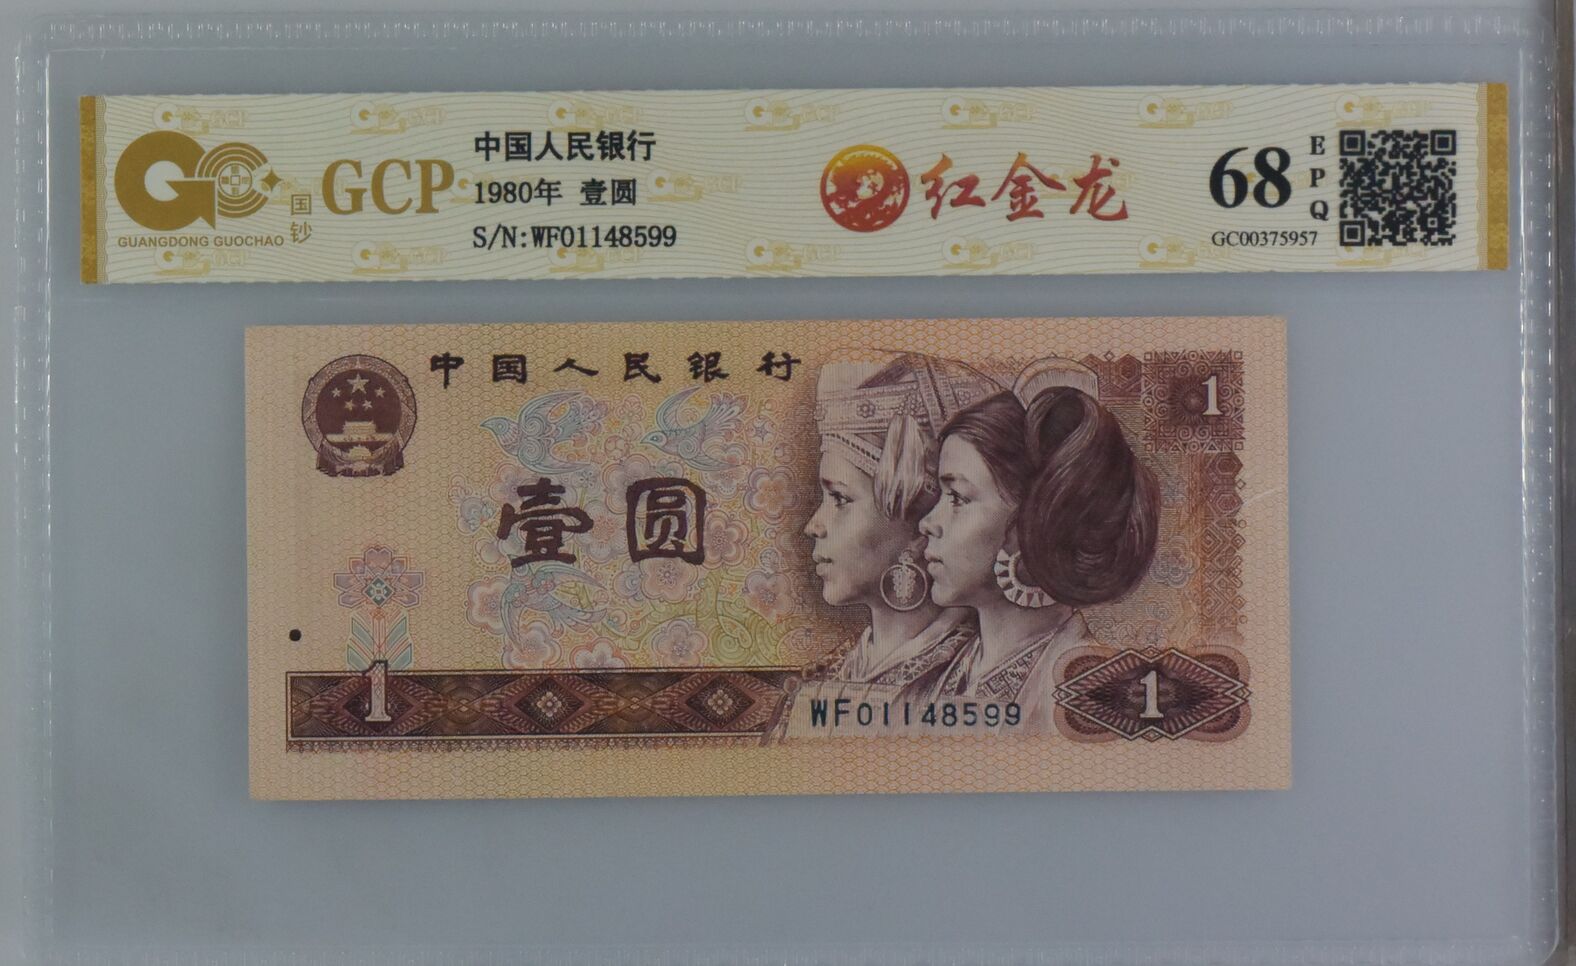 GCP
国钞
GUANGDONG GUOCHAO
中国人民银行
1980年 壹圆
S/N:WF01148599
红金龙
68
EPQ
GC00375957
中国人民银行
1
壹圆
1
WF01148599
1